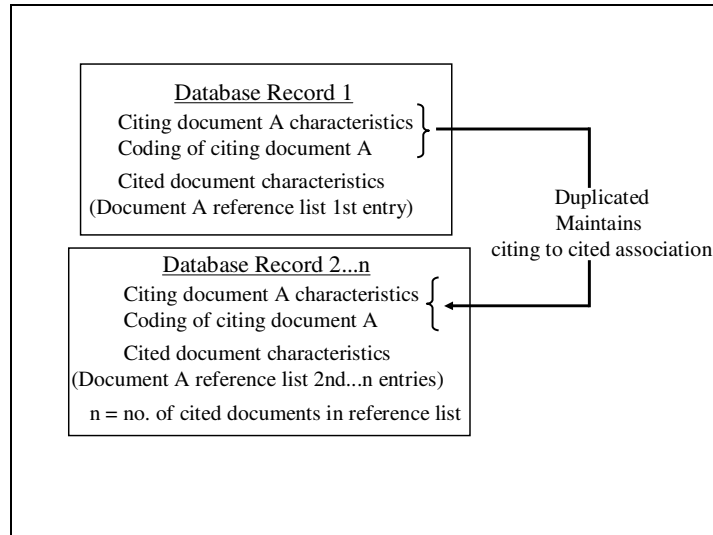 Database Record 1
Citing document A characteristics
Coding of citing document A
Cited document characteristics
(Document A reference list 1st entry)
Duplicated
Maintains
citing to cited association
Database Record 2...n
Citing document A characteristics
Coding of citing document A
Cited document characteristics
(Document A reference list 2nd...n entries)
n = no. of cited documents in reference list